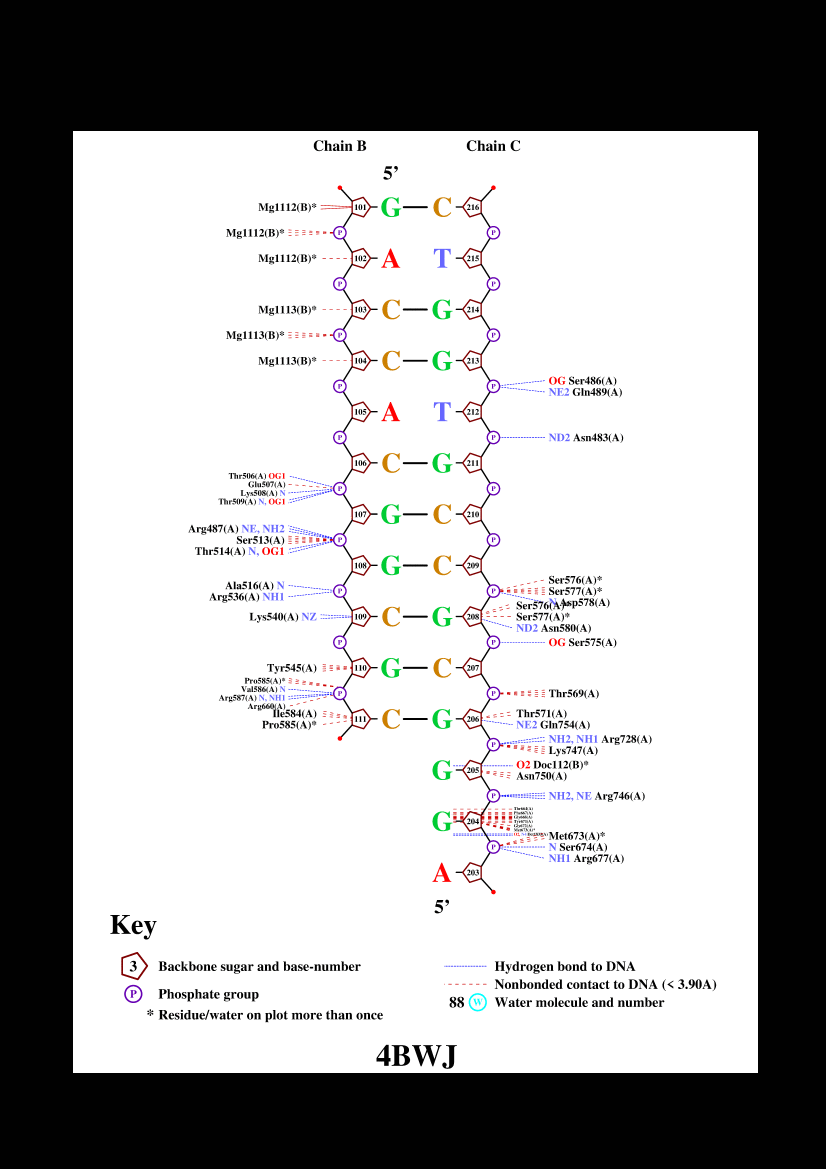 Chain B Chain C
5’
Mg1112(B)* 101 G C 216
Mg1112(B)* P P
Mg1112(B)* 102 A T 215
P P
Mg1113(B)* 103 C G 214
Mg1113(B)* P P
Mg1113(B)* 104 C G 213
P P OG Ser486(A)
NE2 Gln489(A)
105 A T 212
P P ND2 Asn483(A)
106 C G 211
Thr506(A) OG1
Glu507(A)
Lys508(A) N P P
Thr509(A) N, OG1
107 G C 210
Arg487(A) NE, NH2
Ser513(A) P P
Thr514(A) N, OG1
108 G C 209
Ser576(A)*
Ala516(A) N P P Ser577(A)*
Arg536(A) NH1 N Asp578(A)
Ser576(A)*
Lys540(A) NZ 109 C G 208 Ser577(A)*
ND2 Asn580(A)
P P OG Ser575(A)
Tyr545(A) 110 G C 207
Pro585(A)*
Val586(A) N P P Thr569(A)
Arg587(A) N, NH1
Arg660(A)
Ile584(A) 111 C G 206 Thr571(A)
Pro585(A)* NE2 Gln754(A)
P NH2, NH1 Arg728(A)
Lys747(A)
G 205 O2 Doc112(B)*
Asn750(A)
P NH2, NE Arg746(A)
G 204
Met673(A)*
P N Ser674(A)
NH1 Arg677(A)
A 203
5’
Key
3 Backbone sugar and base-number
P Phosphate group
* Residue/water on plot more than once
Hydrogen bond to DNA
Nonbonded contact to DNA (< 3.90A)
88 W Water molecule and number
4BWJ